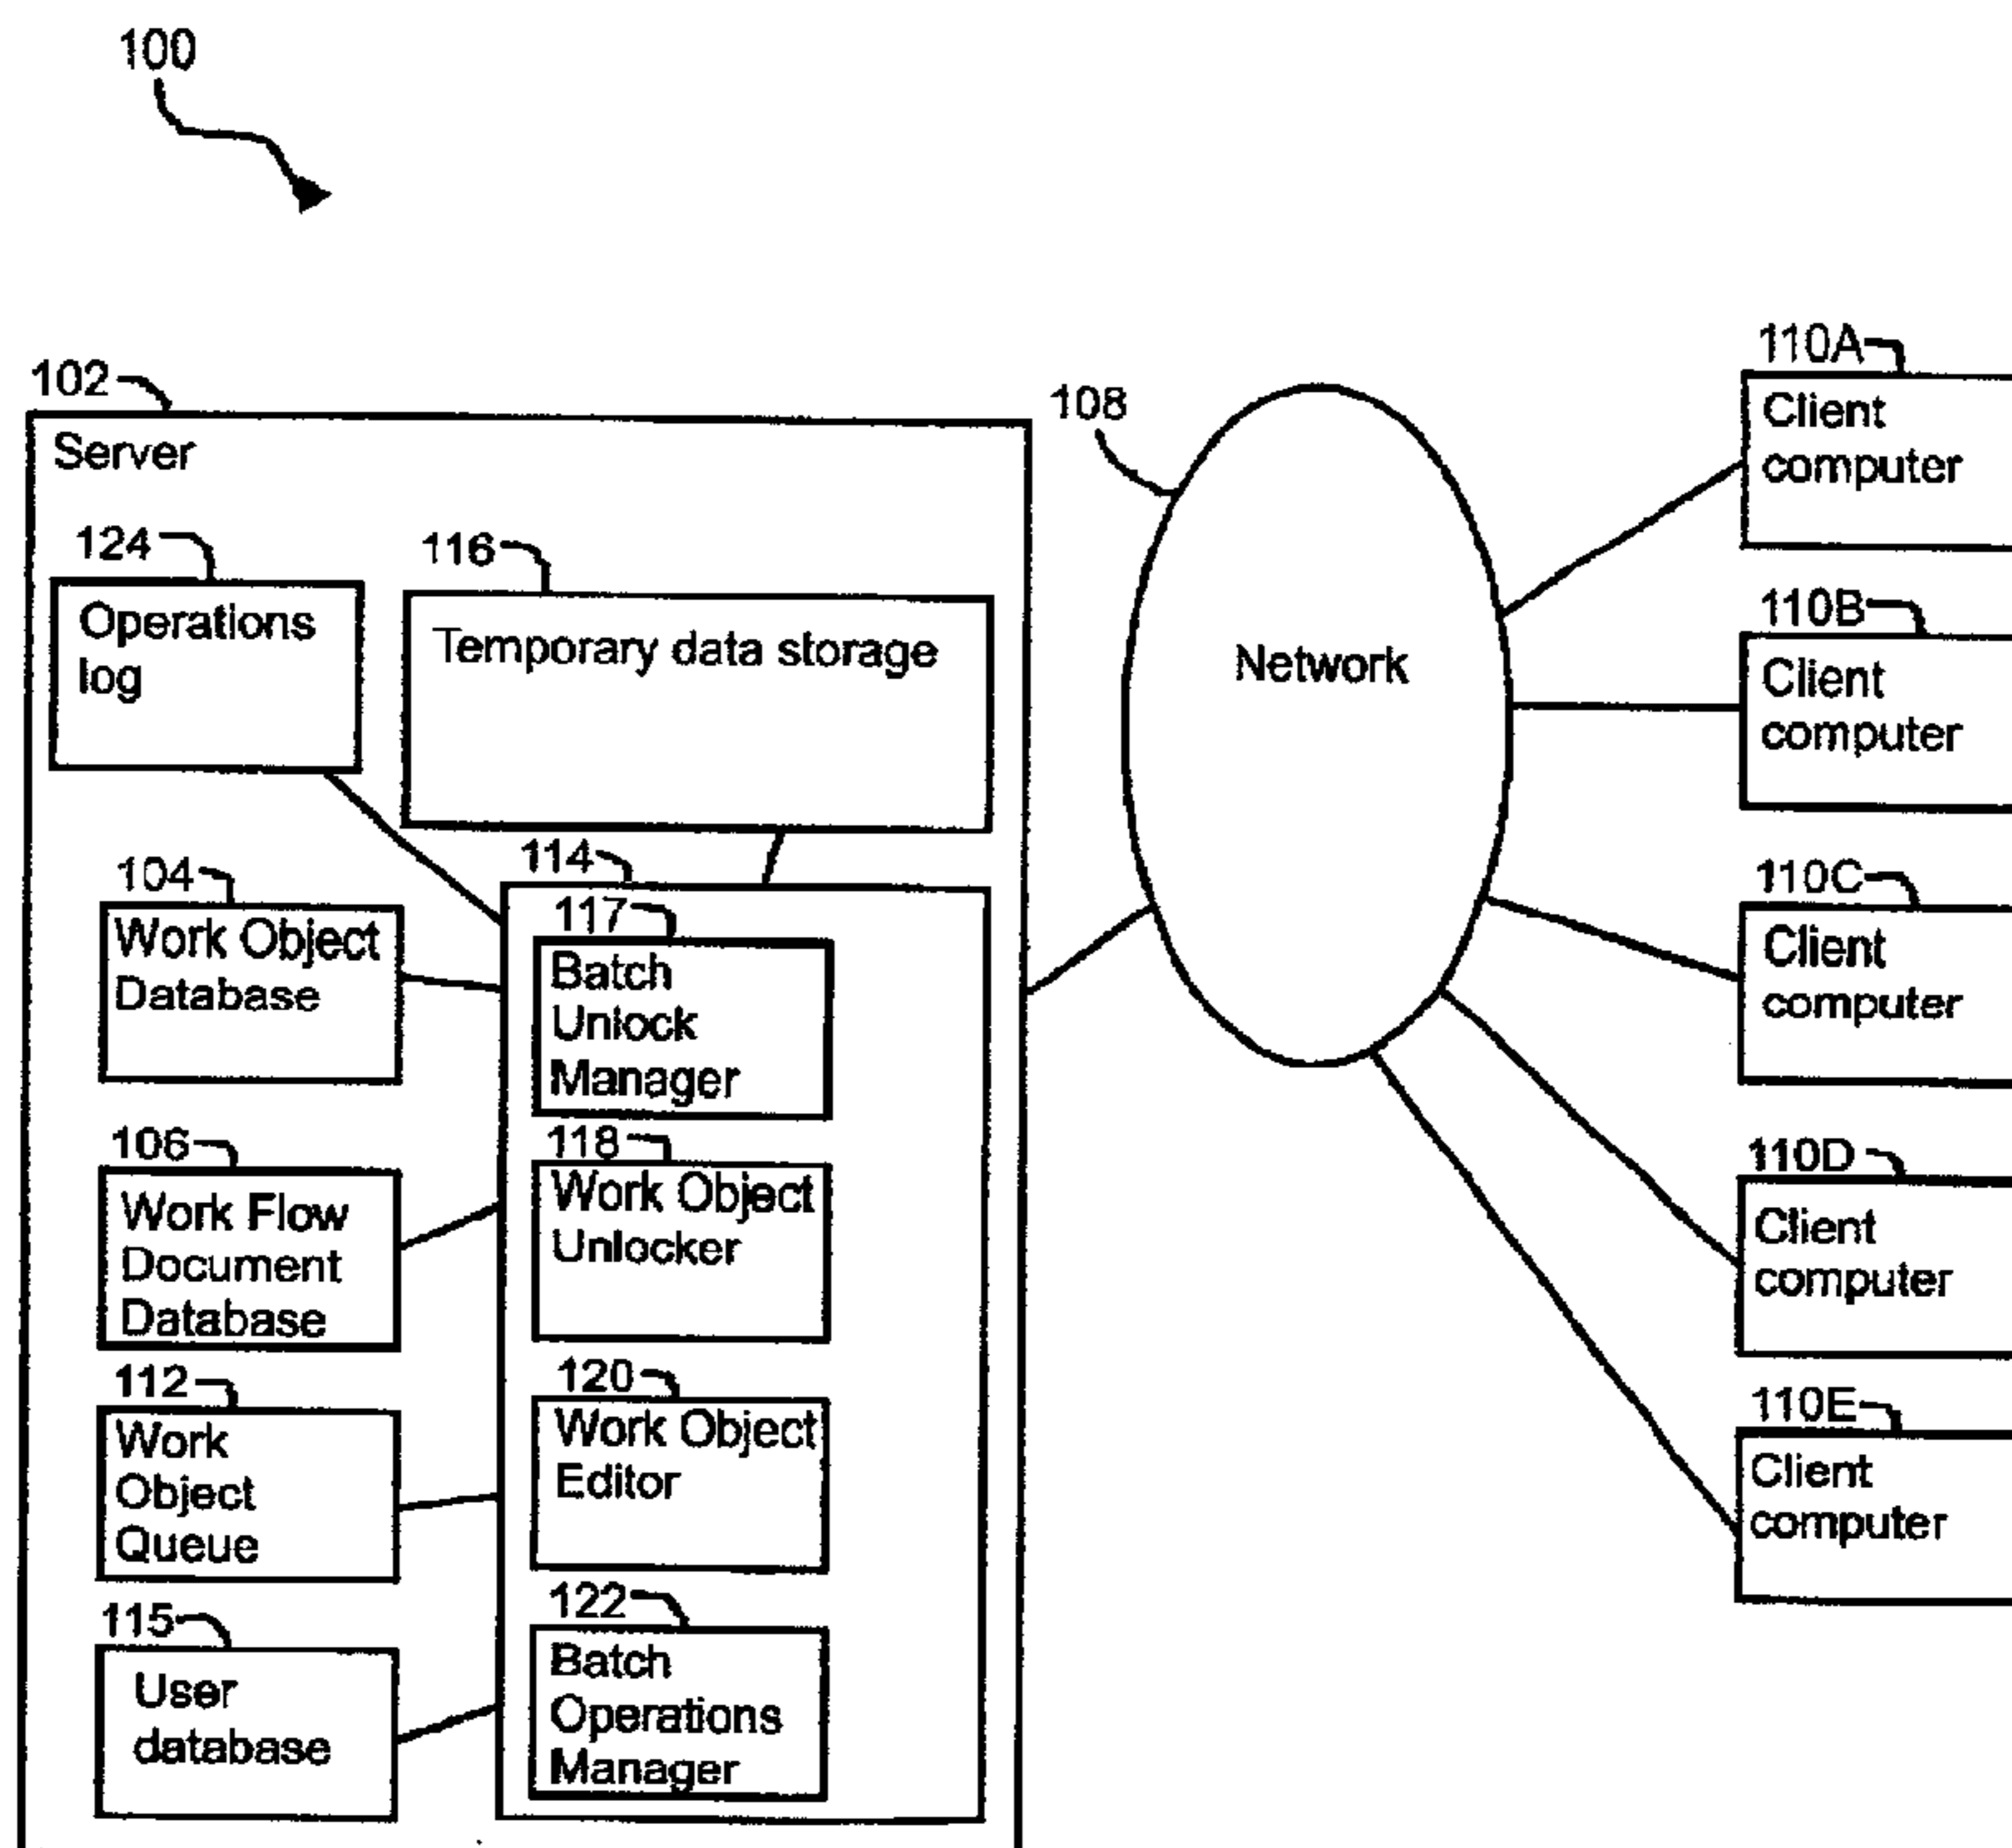 100
102
Server
124
Operations
log
116
Temporary data storage
104
Work Object
Database
106
Work Flow
Document
Database
112
Work
Object
Queue
115
User
database
114
117
Batch
Unlock
Manager
118
Work Object
Unlocker
120
Work Object
Editor
122
Batch
Operations
Manager
108
Network
110A
Client
computer
110B
Client
computer
110C
Client
computer
110D
Client
computer
110E
Client
computer